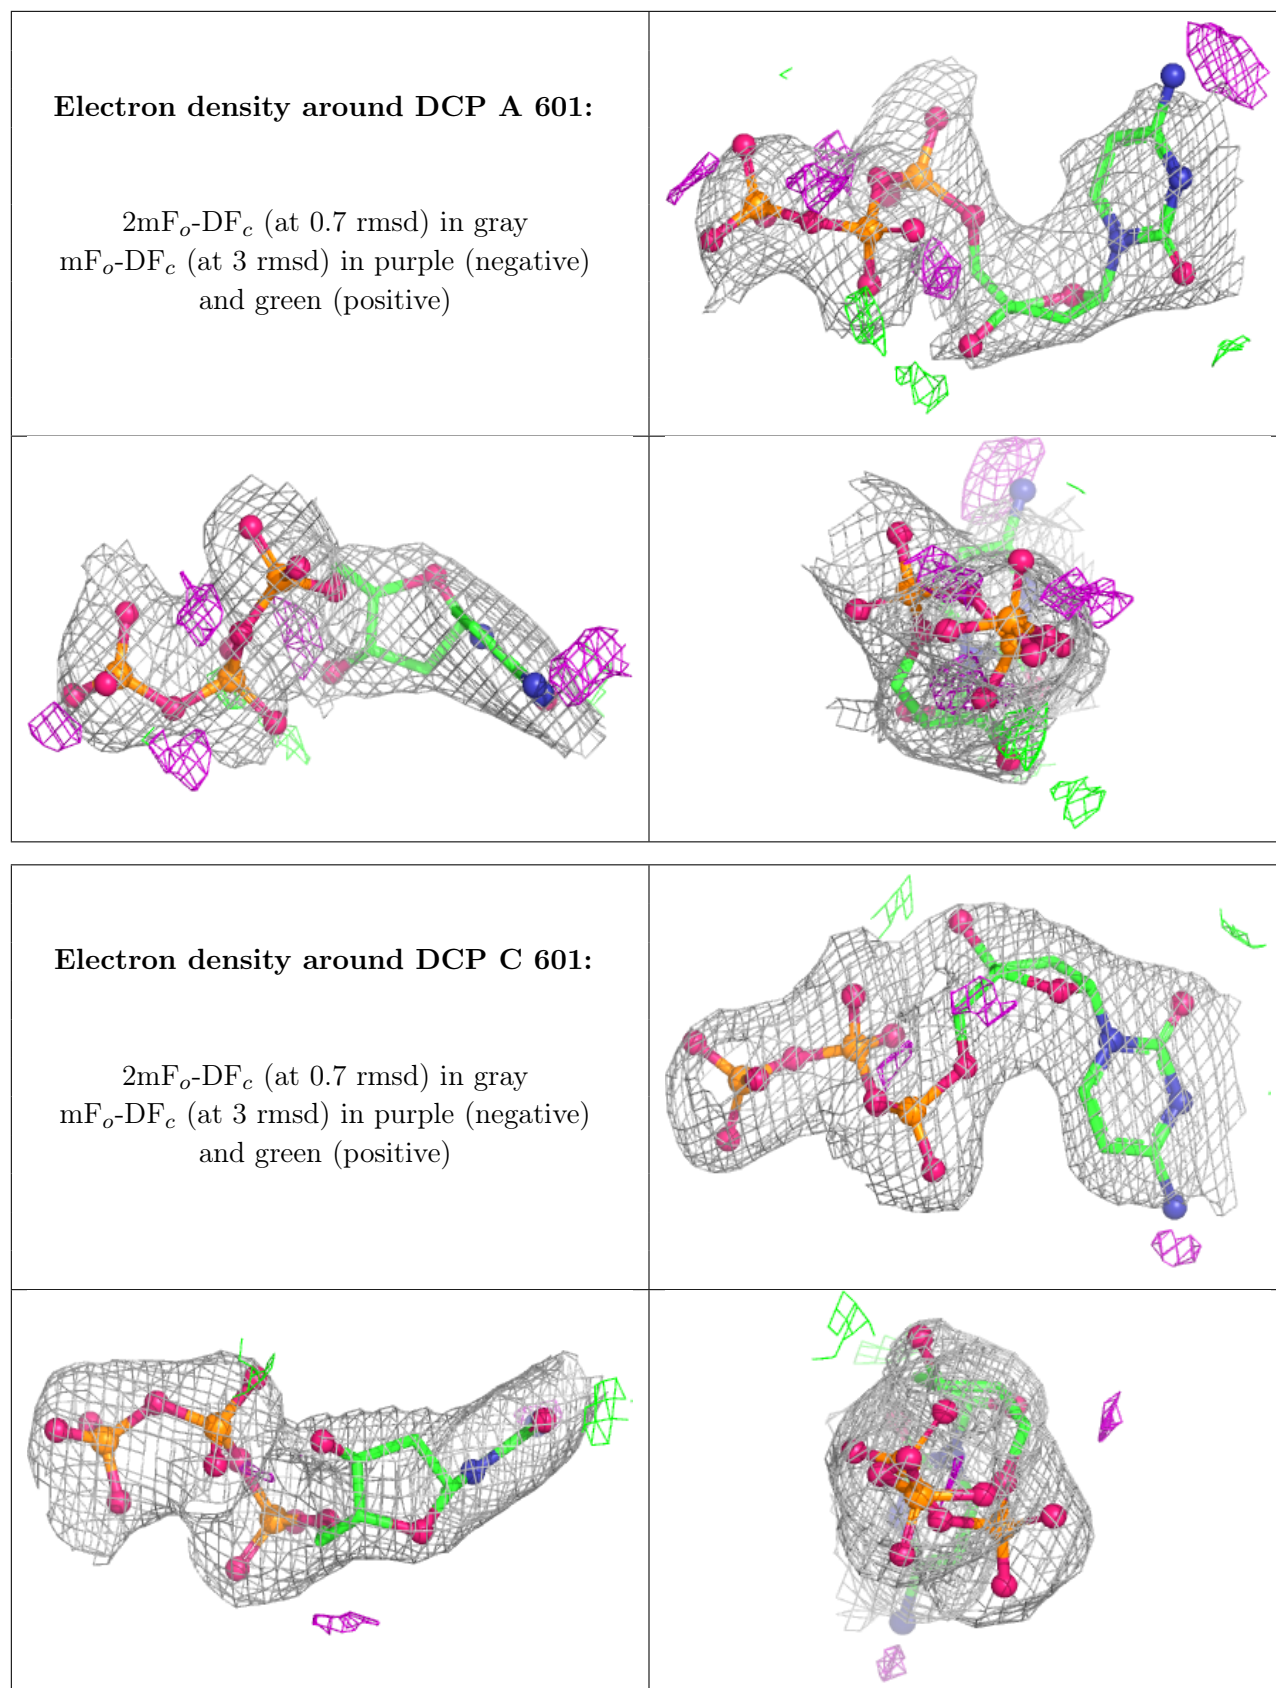 Electron density around DCP A 601:
2mFo-DFc (at 0.7 rmsd) in gray
mFo-DFc (at 3 rmsd) in purple (negative)
and green (positive)
Electron density around DCP C 601:
2mFo-DFc (at 0.7 rmsd) in gray
mFo-DFc (at 3 rmsd) in purple (negative)
and green (positive)